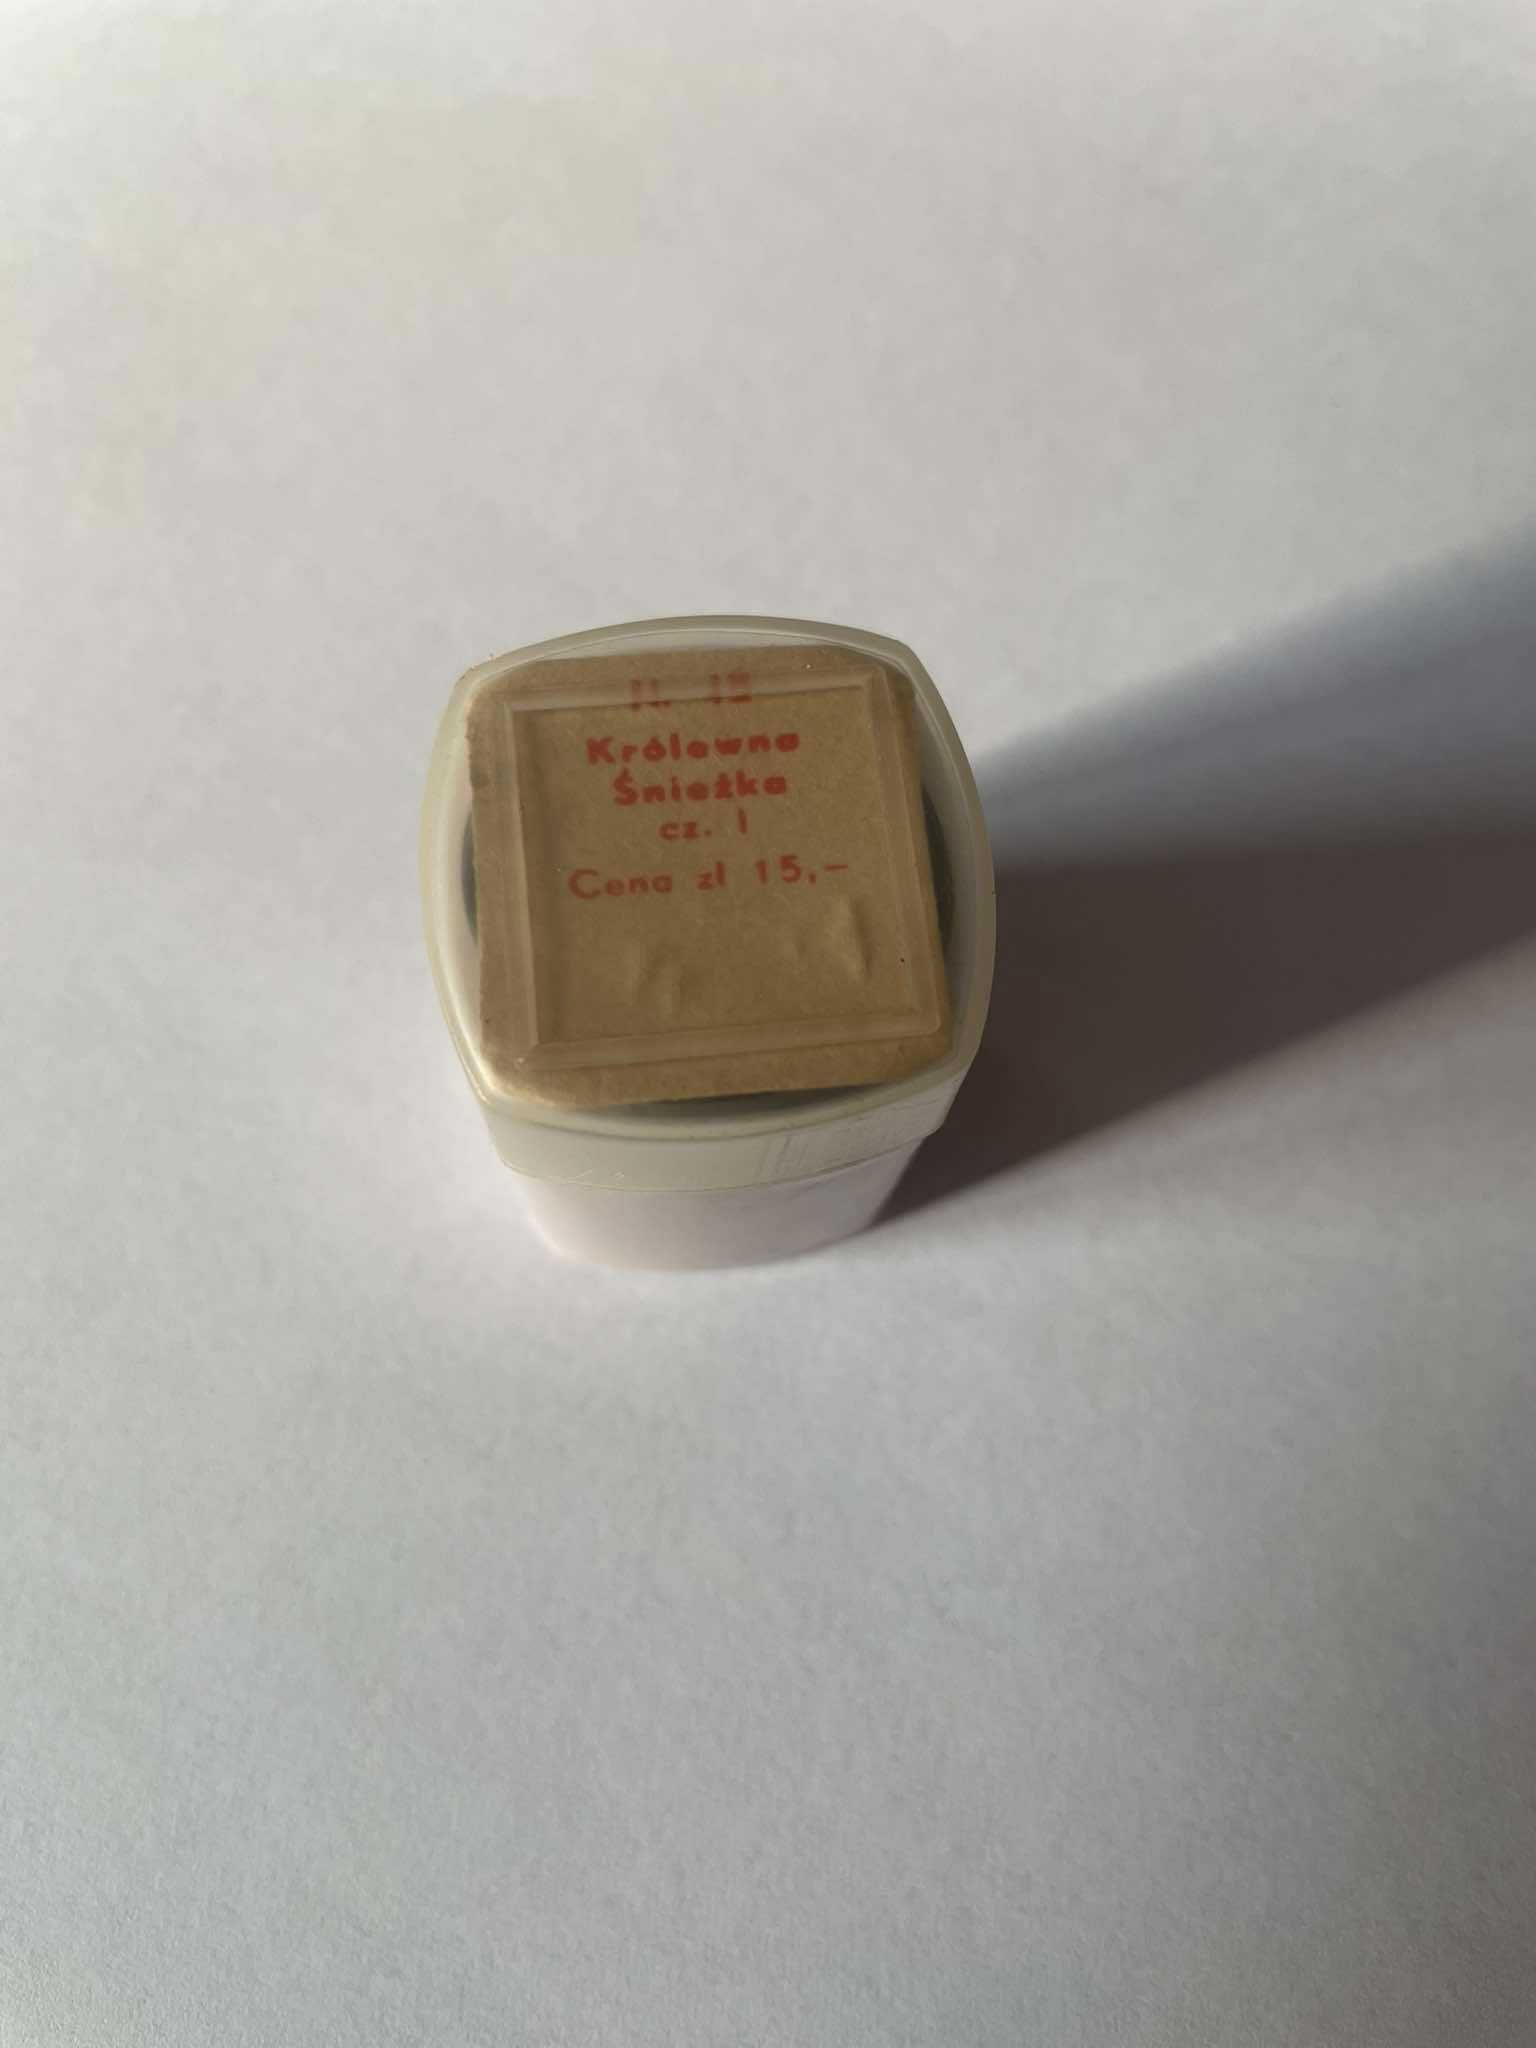 Królewna
Śnieżka
cz. I
Cena zł 15,-